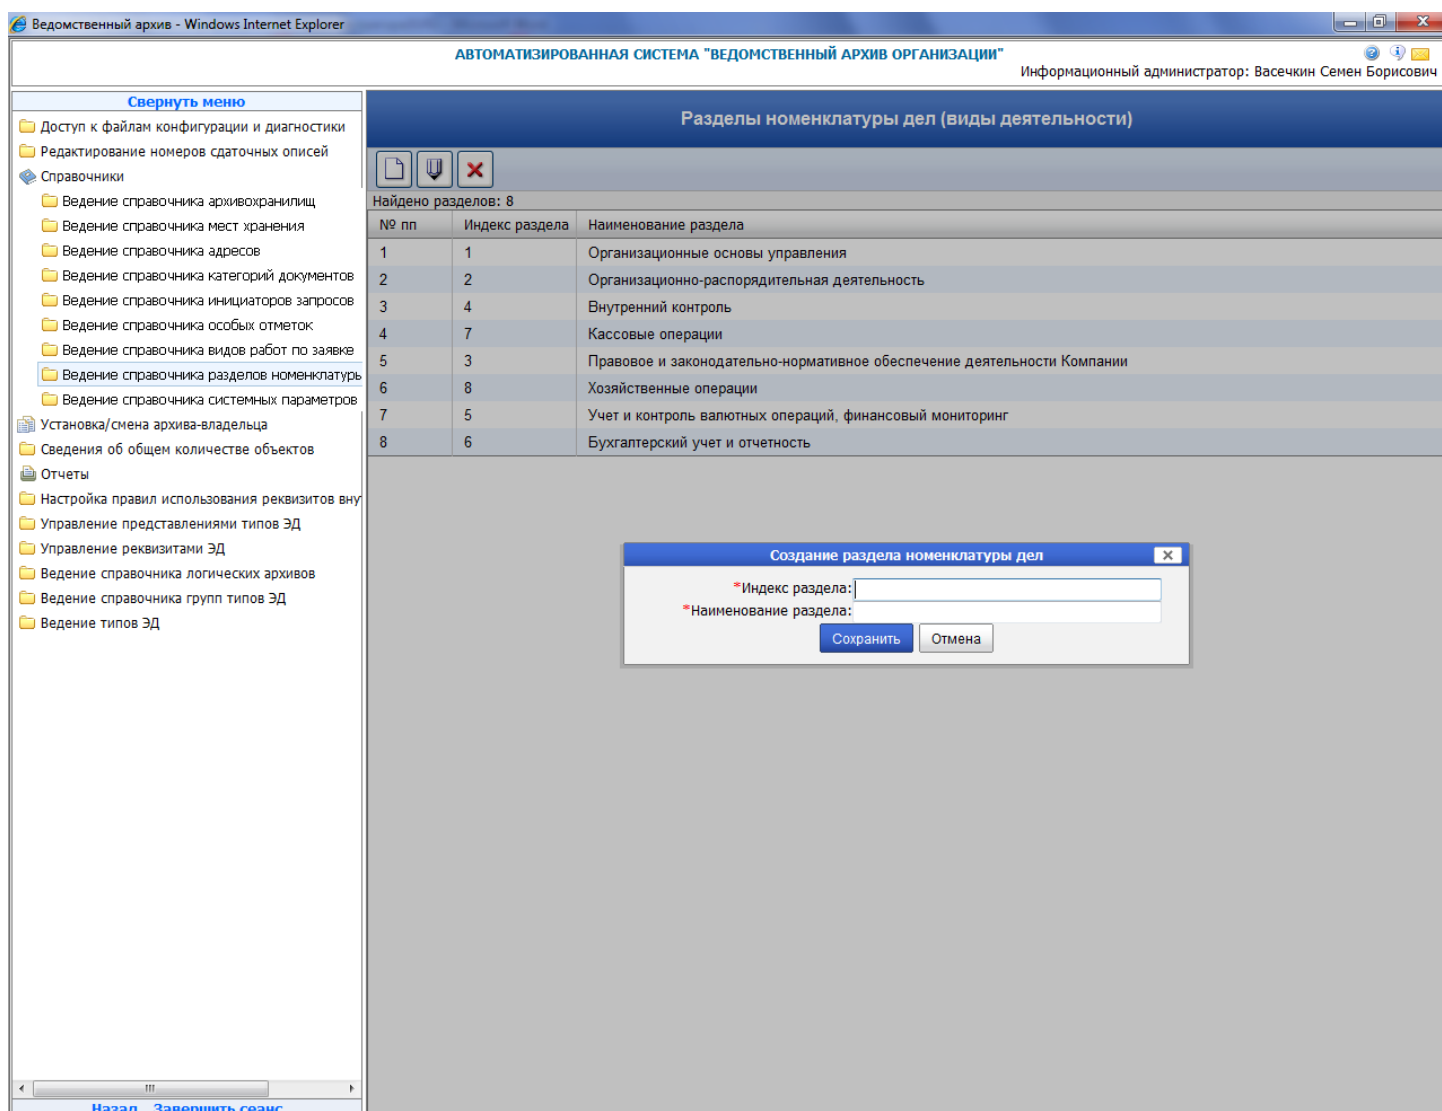 Ведомственный архив - Windows Internet Explorer
АВТОМАТИЗИРОВАННАЯ СИСТЕМА "ВЕДОМСТВЕННЫЙ АРХИВ ОРГАНИЗАЦИИ"
Информационный администратор: Васечкин Семен Борисович
Свернуть меню
Доступ к файлам конфигурации и диагностики
Редактирование номеров сдаточных описей
Справочники
Ведение справочника архивохранилищ
Ведение справочника мест хранения
Ведение справочника адресов
Ведение справочника категорий документов
Ведение справочника инициаторов запросов
Ведение справочника особых отметок
Ведение справочника видов работ по заявке
Ведение справочника разделов номенклатуры
Ведение справочника системных параметров
Установка/смена архива-владельца
Сведения об общем количестве объектов
Отчеты
Настройка правил использования реквизитов вну
Управление представлениями типов ЭД
Управление реквизитами ЭД
Ведение справочника логических архивов
Ведение справочника групп типов ЭД
Ведение типов ЭД
Назад Завершить сеанс
Разделы номенклатуры дел (виды деятельности)
Найдено разделов: 8
№ пп Индекс раздела Наименование раздела
1 1 Организационные основы управления
2 2 Организационно-распорядительная деятельность
3 4 Внутренний контроль
4 7 Кассовые операции
5 3 Правовое и законодательно-нормативное обеспечение деятельности Компании
6 8 Хозяйственные операции
7 5 Учет и контроль валютных операций, финансовый мониторинг
8 6 Бухгалтерский учет и отчетность
Создание раздела номенклатуры дел
*Индекс раздела:
*Наименование раздела:
Сохранить Отмена